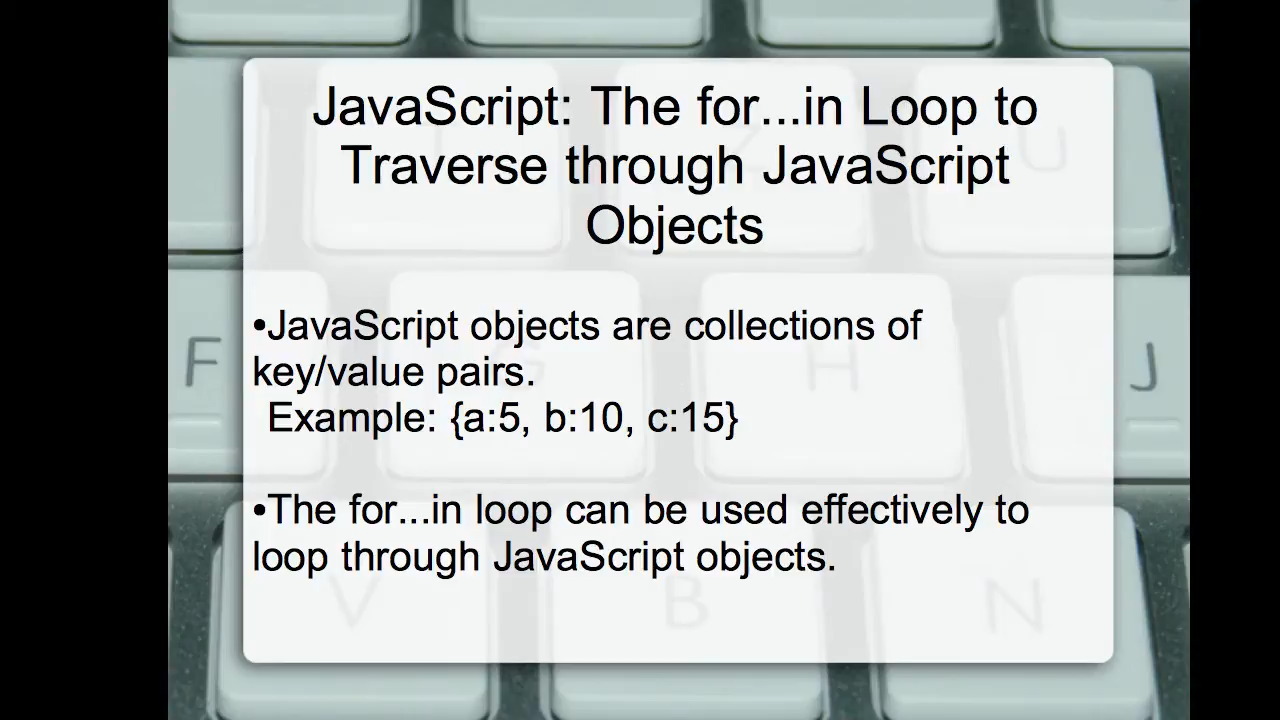 JavaScript: The for...in Loop to
Traverse through JavaScript
Objects
•JavaScript objects are collections of
key/value pairs.
Example: {a:5, b:10, c:15}
•The for...in loop can be used effectively to
loop through JavaScript objects.
U
F
G
H
J
V
B
N